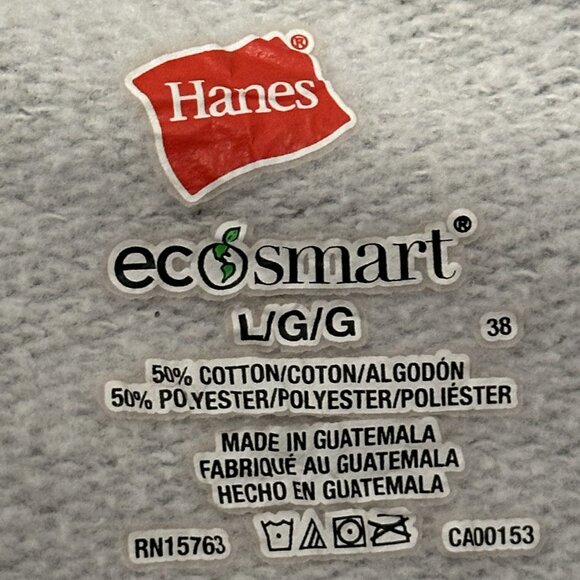 Hanes®
ecosmart®
L/G/G 38
50% COTTON/COTON/ALGODÓN
50% POLYESTER/POLYESTER/POLIÉSTER
MADE IN GUATEMALA
FABRIQUÉ AU GUATEMALA
HECHO EN GUATEMALA
RN15763 CA00153